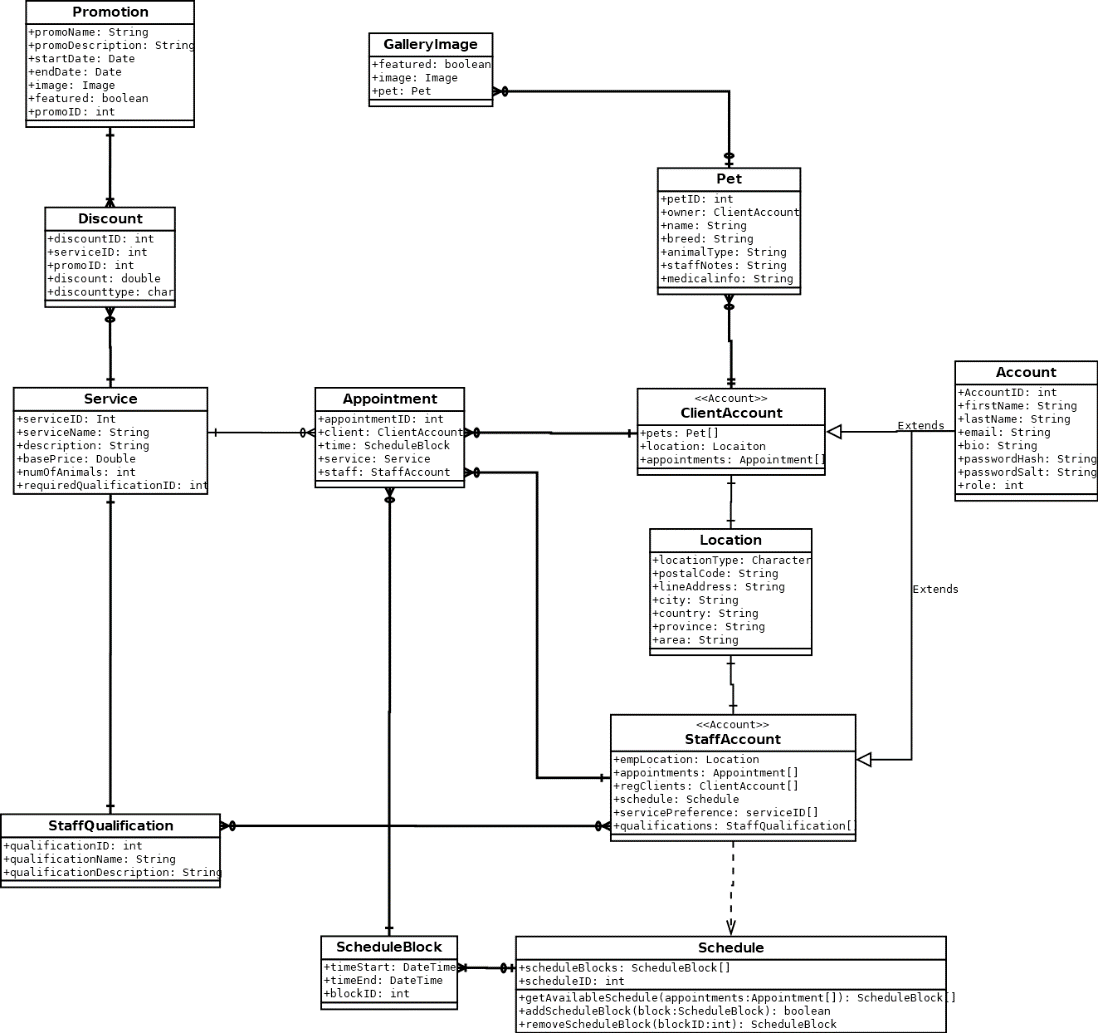 Promotion
+promoName: String
+promoDescription: String
+startDate: Date
+endDate: Date
+image: Image
+featured: boolean
+promoID: int
GalleryImage
+featured: boolean
+image: Image
+pet: Pet
Pet
+petID: int
+owner: ClientAccount
+name: String
+breed: String
+animalType: String
+staffNotes: String
+medicalinfo: String
Discount
+discountID: int
+serviceID: int
+promoID: int
+discount: double
+discounttype: char
Service
+serviceID: Int
+serviceName: String
+description: String
+basePrice: Double
+numOfAnimals: int
+requiredQualificationID: int
Appointment
+appointmentID: int
+client: ClientAccount
+time: ScheduleBlock
+service: Service
+staff: StaffAccount
<<Account>>
ClientAccount
+pets: Pet[]
+location: Locaiton
+appointments: Appointment[]
Extends
Account
+AccountID: int
+firstName: String
+lastName: String
+email: String
+bio: String
+passwordHash: String
+passwordSalt: String
+role: int
Location
+locationType: Character
+postalCode: String
+lineAddress: String
+city: String
+country: String
+province: String
+area: String
Extends
<<Account>>
StaffAccount
+empLocation: Location
+appointments: Appointment[]
+regClients: ClientAccount[]
+schedule: Schedule
+servicePreference: serviceID[]
+qualifications: StaffQualification[]
StaffQualification
+qualificationID: int
+qualificationName: String
+qualificationDescription: String
ScheduleBlock
+timeStart: DateTime
+timeEnd: DateTime
+blockID: int
Schedule
+scheduleBlocks: ScheduleBlock[]
+scheduleID: int
+getAvailableSchedule(appointments:Appointment[]): ScheduleBlock[]
+addScheduleBlock(block:ScheduleBlock): boolean
+removeScheduleBlock(blockID:int): ScheduleBlock